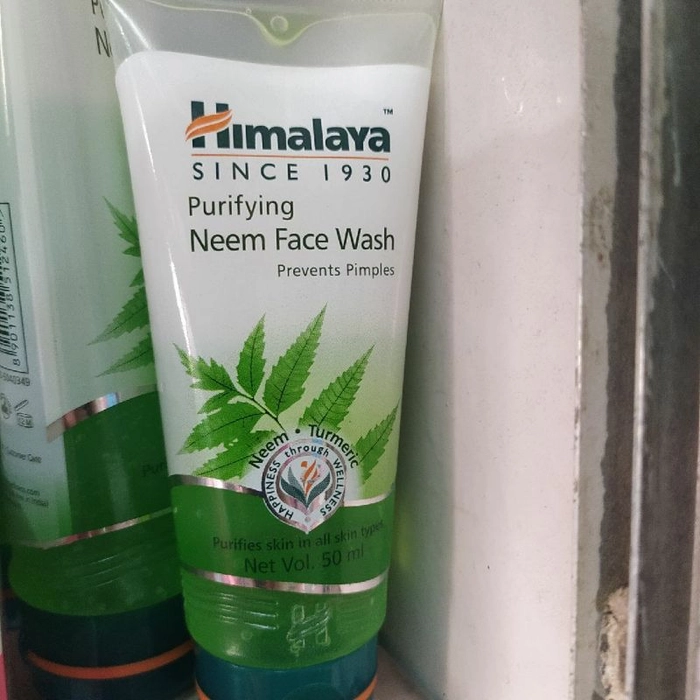 Himalaya™
SINCE 1930
Purifying
Neem Face Wash
Prevents Pimples
Neem • Turmeric
HAPPINESS through WELLNESS
Purifies skin in all skin types
Net Vol. 50 ml